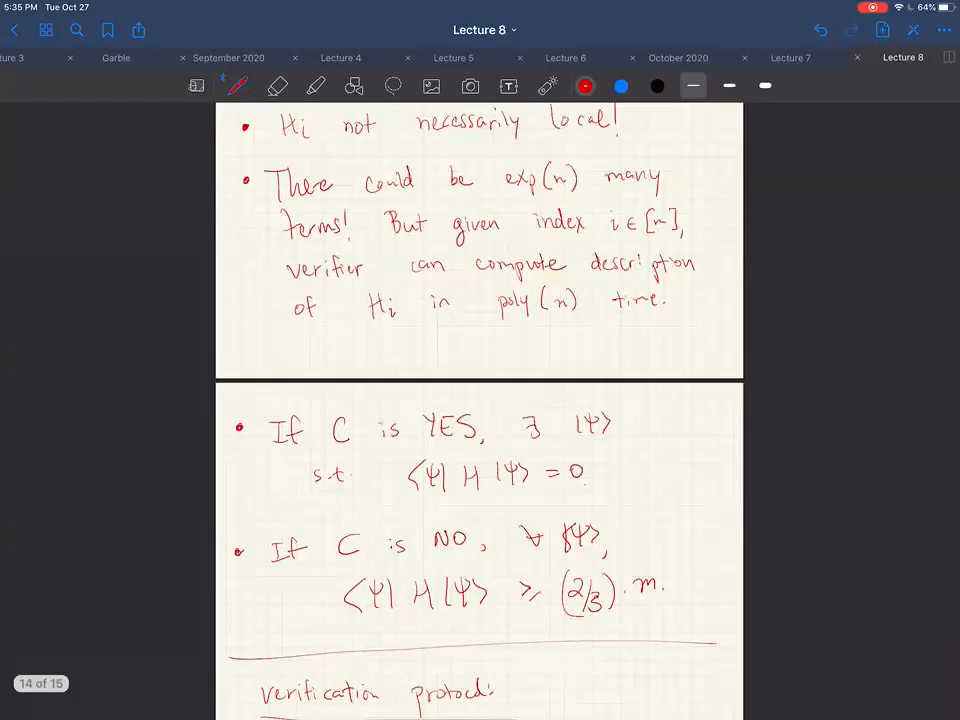 5:35 PM Tue Oct 27
64%
Lecture 8
ture 3
Garble
September 2020
Lecture 4
Lecture 5
Lecture 6
October 2020
Lecture 7
Lecture 8
• Hi not necessarily local!
• There could be exp(n) many
terms! But given index i ∈ [m],
verifier can compute description
of Hi in poly(n) time.
• If C is YES, ∃ |Ψ⟩
s.t. ⟨Ψ| H |Ψ⟩ = 0.
• If C is NO, ∀ |Ψ⟩,
⟨Ψ| H |Ψ⟩ ≥ (2/3) · m.
14 of 15
verification protocol: